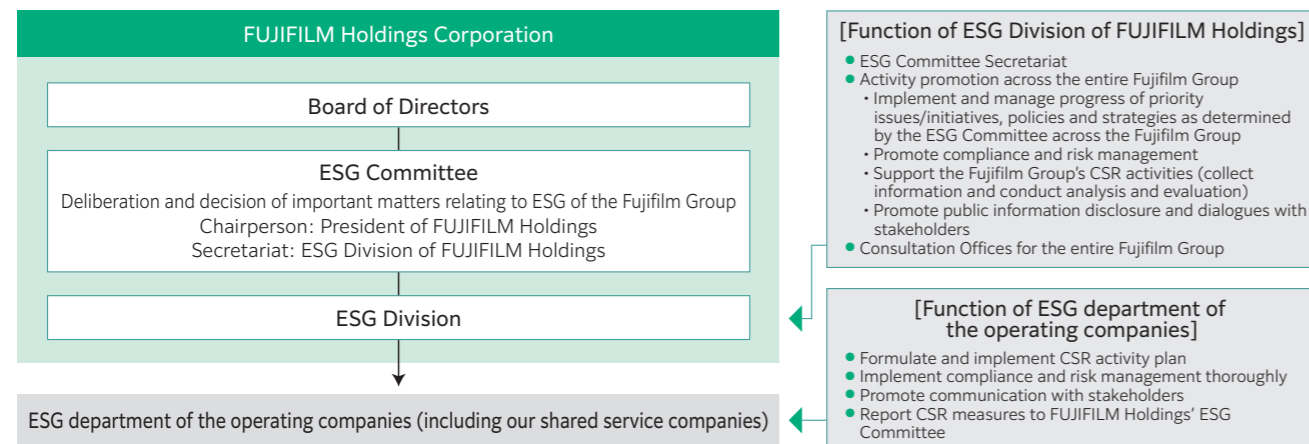 FUJIFILM Holdings Corporation
Board of Directors
ESG Committee
Deliberation and decision of important matters relating to ESG of the Fujifilm Group
Chairperson: President of FUJIFILM Holdings
Secretariat: ESG Division of FUJIFILM Holdings
ESG Division
ESG department of the operating companies (including our shared service companies)
[Function of ESG Division of FUJIFILM Holdings]
● ESG Committee Secretariat
● Activity promotion across the entire Fujifilm Group
・Implement and manage progress of priority
issues/initiatives, policies and strategies as determined
by the ESG Committee across the Fujifilm Group
・Promote compliance and risk management
・Support the Fujifilm Group's CSR activities (collect
information and conduct analysis and evaluation)
・Promote public information disclosure and dialogues with
stakeholders
● Consultation Offices for the entire Fujifilm Group
[Function of ESG department of
the operating companies]
● Formulate and implement CSR activity plan
● Implement compliance and risk management thoroughly
● Promote communication with stakeholders
● Report CSR measures to FUJIFILM Holdings' ESG
Committee